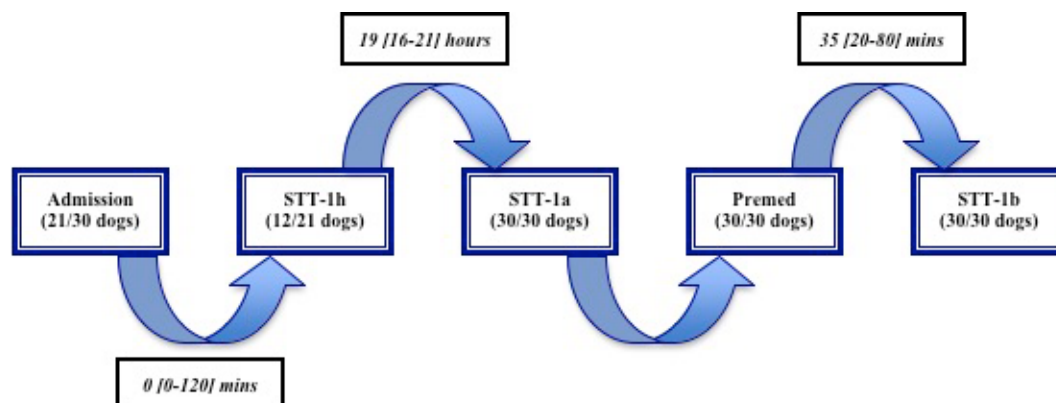 19 [16-21] hours
35 [20-80] mins
Admission
(21/30 dogs)
STT-1h
(12/21 dogs)
STT-1a
(30/30 dogs)
Premed
(30/30 dogs)
STT-1b
(30/30 dogs)
0 [0-120] mins